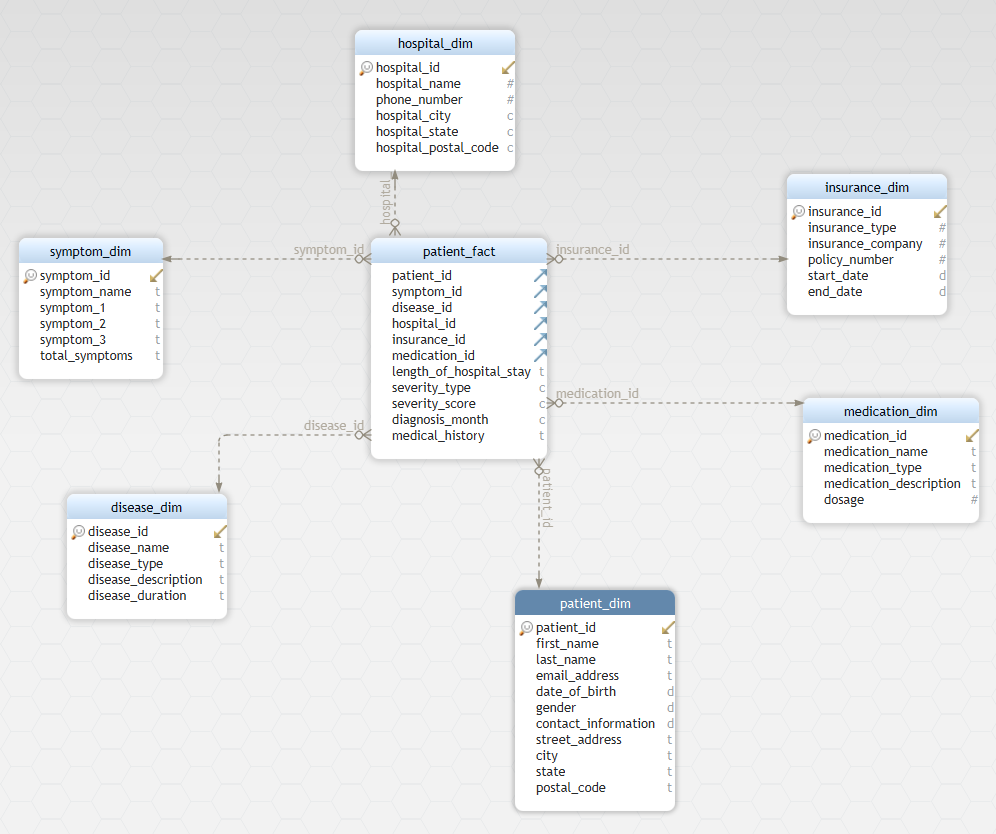 hospital_dim
hospital_id
hospital_name #
phone_number #
hospital_city c
hospital_state c
hospital_postal_code c
hospital
insurance_dim
insurance_id
insurance_type #
insurance_company #
policy_number #
start_date d
end_date d
symptom_dim
symptom_id
symptom_name t
symptom_1 t
symptom_2 t
symptom_3 t
total_symptoms t
symptom_id
patient_fact
patient_id
symptom_id
disease_id
hospital_id
insurance_id
medication_id
length_of_hospital_stay t
severity_type c
severity_score c
diagnosis_month c
medical_history t
insurance_id
medication_id
disease_id
patient_id
medication_dim
medication_id
medication_name t
medication_type t
medication_description t
dosage #
disease_dim
disease_id
disease_name t
disease_type t
disease_description t
disease_duration t
patient_dim
patient_id
first_name t
last_name t
email_address t
date_of_birth d
gender d
contact_information d
street_address t
city t
state t
postal_code t